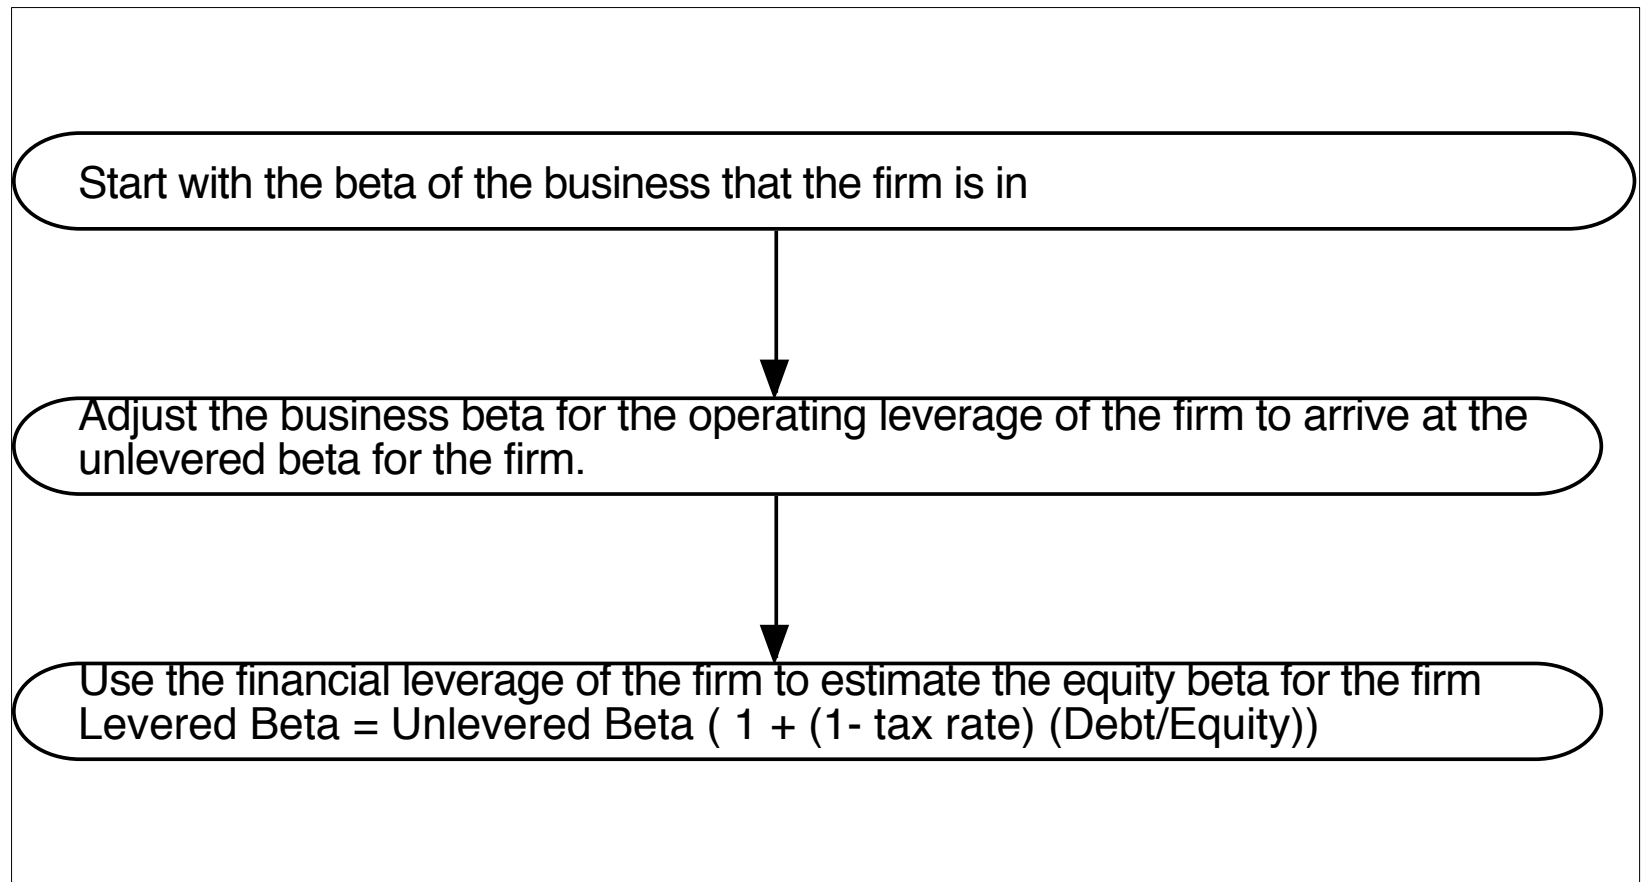 Start with the beta of the business that the firm is in
Adjust the business beta for the operating leverage of the firm to arrive at the
unlevered beta for the firm.
Use the financial leverage of the firm to estimate the equity beta for the firm
Levered Beta = Unlevered Beta ( 1 + (1- tax rate) (Debt/Equity))